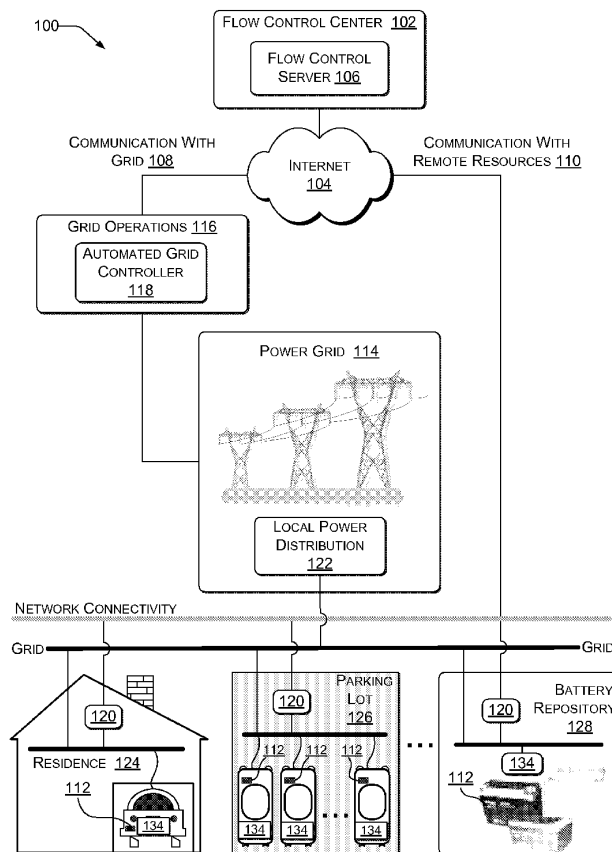 100
FLOW CONTROL CENTER 102
FLOW CONTROL
SERVER 106
COMMUNICATION WITH
GRID 108
INTERNET
104
COMMUNICATION WITH
REMOTE RESOURCES 110
GRID OPERATIONS 116
AUTOMATED GRID
CONTROLLER
118
POWER GRID 114
LOCAL POWER
DISTRIBUTION
122
NETWORK CONNECTIVITY
GRID
GRID
120
RESIDENCE 124
112
134
PARKING
LOT
126
120
112
112
112
134
134
134
BATTERY
REPOSITORY
128
120
134
112